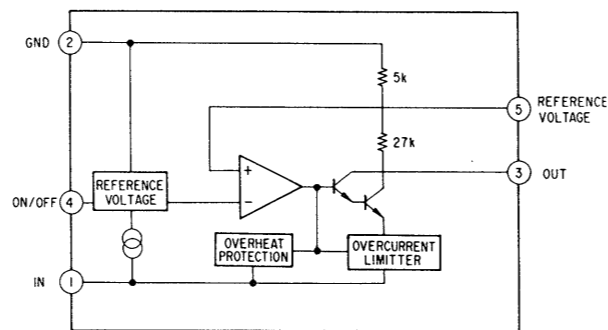 GND 2
5k
5 REFERENCE
VOLTAGE
27k
3 OUT
REFERENCE
VOLTAGE
+
−
ON/OFF 4
OVERHEAT
PROTECTION
OVERCURRENT
LIMITTER
IN 1